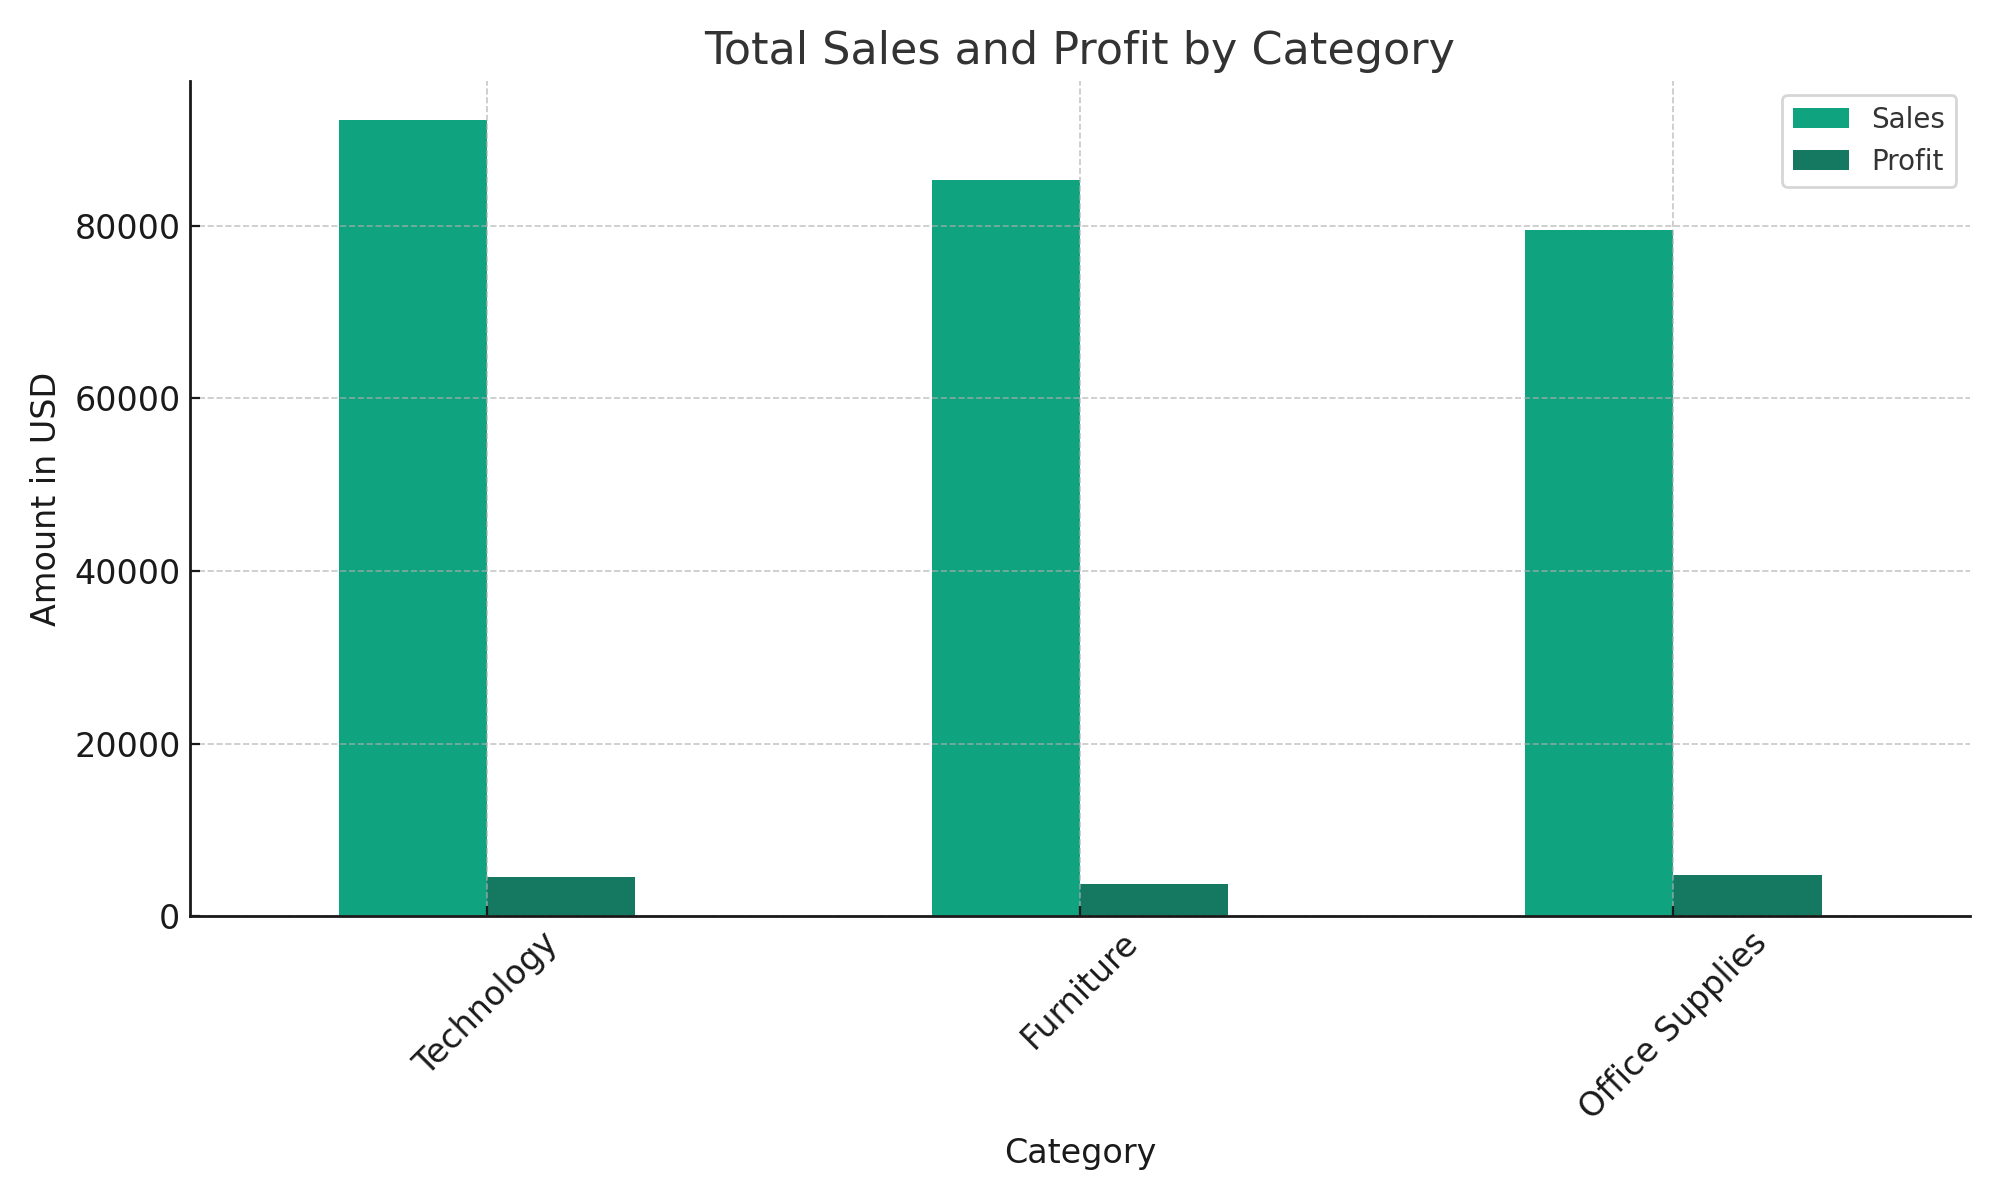 Total Sales and Profit by Category
Sales
Profit
Amount in USD
80000
60000
40000
20000
0
Technology
Furniture
Office Supplies
Category